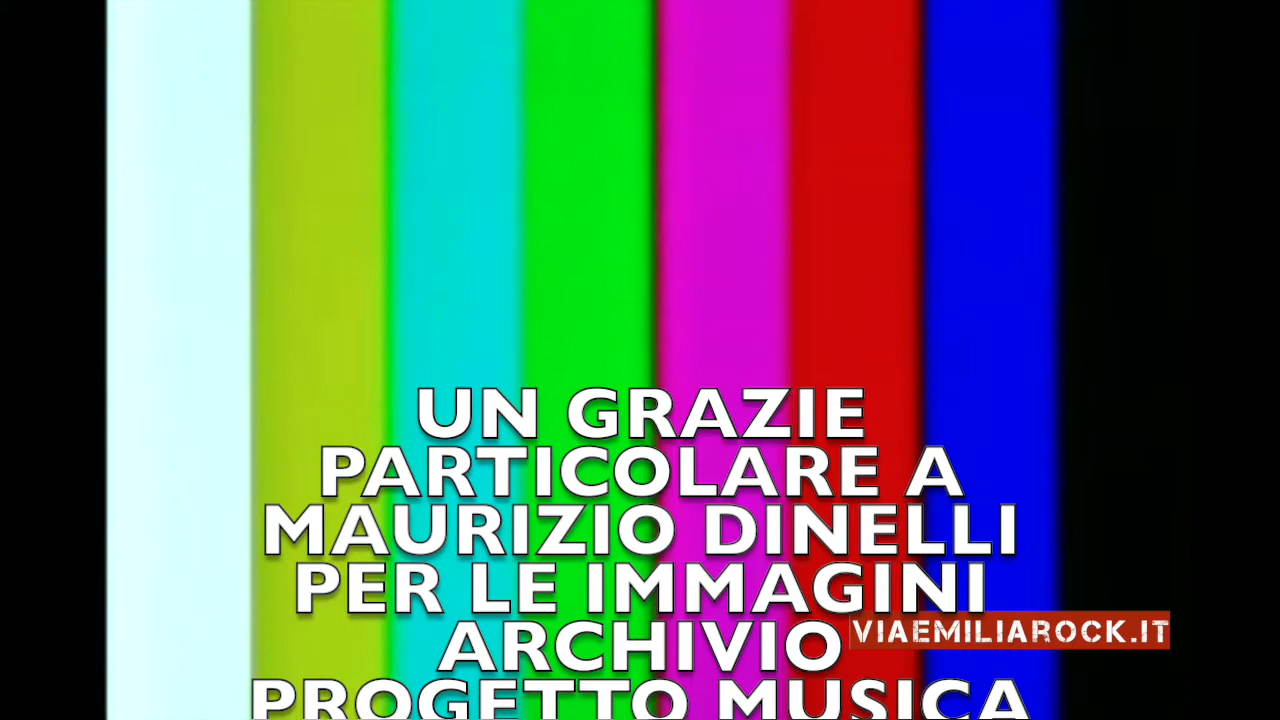 UN GRAZIE
PARTICOLARE A
MAURIZIO DINELLI
PER LE IMMAGINI
ARCHIVIO
VIAEMILIAROCK.IT
PROGETTO MUSICA